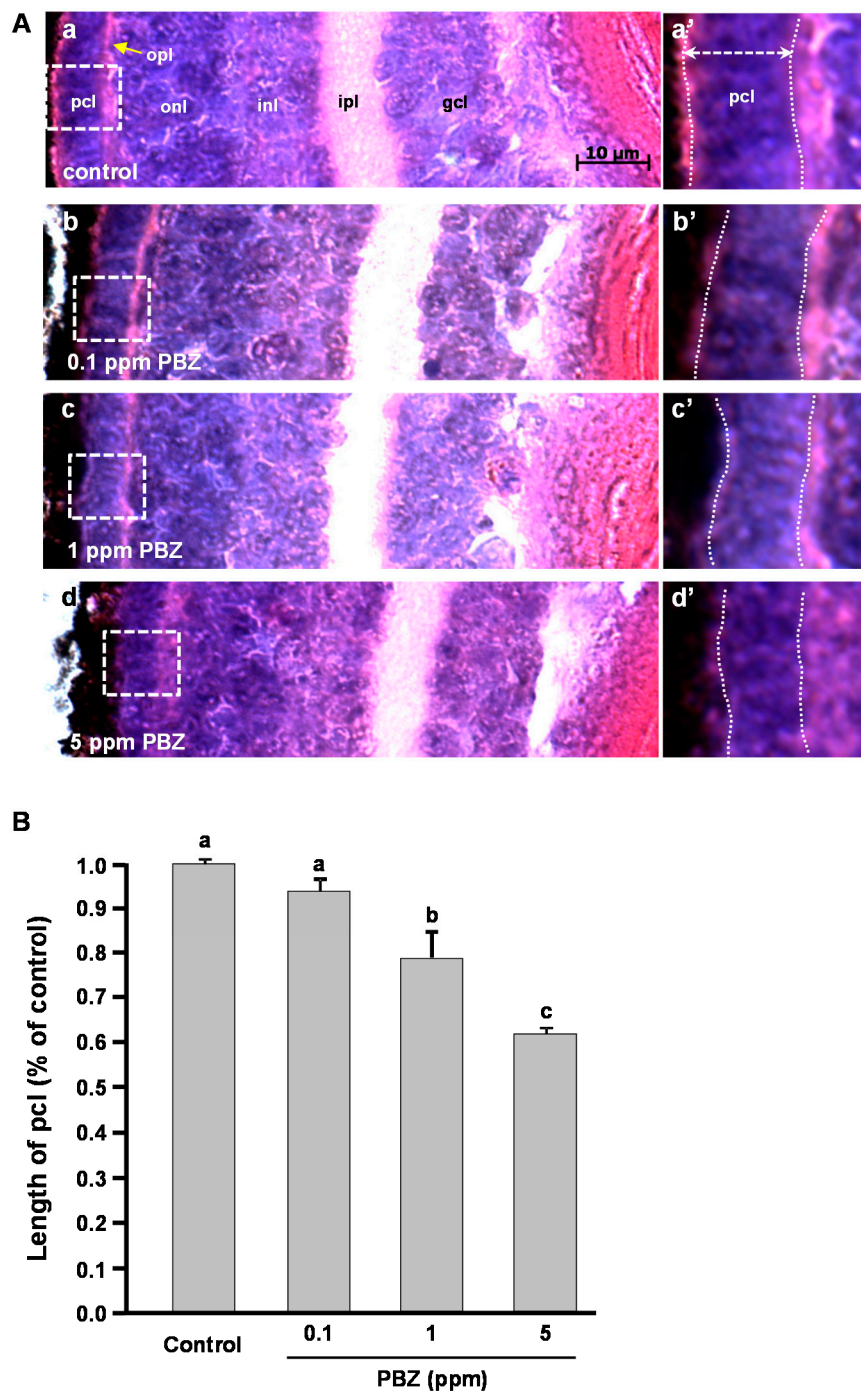 A
a
opl
pcl
onl
inl
ipl
gcl
10 µm
control
a'
pcl
b
0.1 ppm PBZ
b'
c
1 ppm PBZ
c'
d
5 ppm PBZ
d'
B
Length of pcl (% of control)
1.0
0.9
0.8
0.7
0.6
0.5
0.4
0.3
0.2
0.1
0.0
a
a
b
c
Control
0.1
1
5
PBZ (ppm)